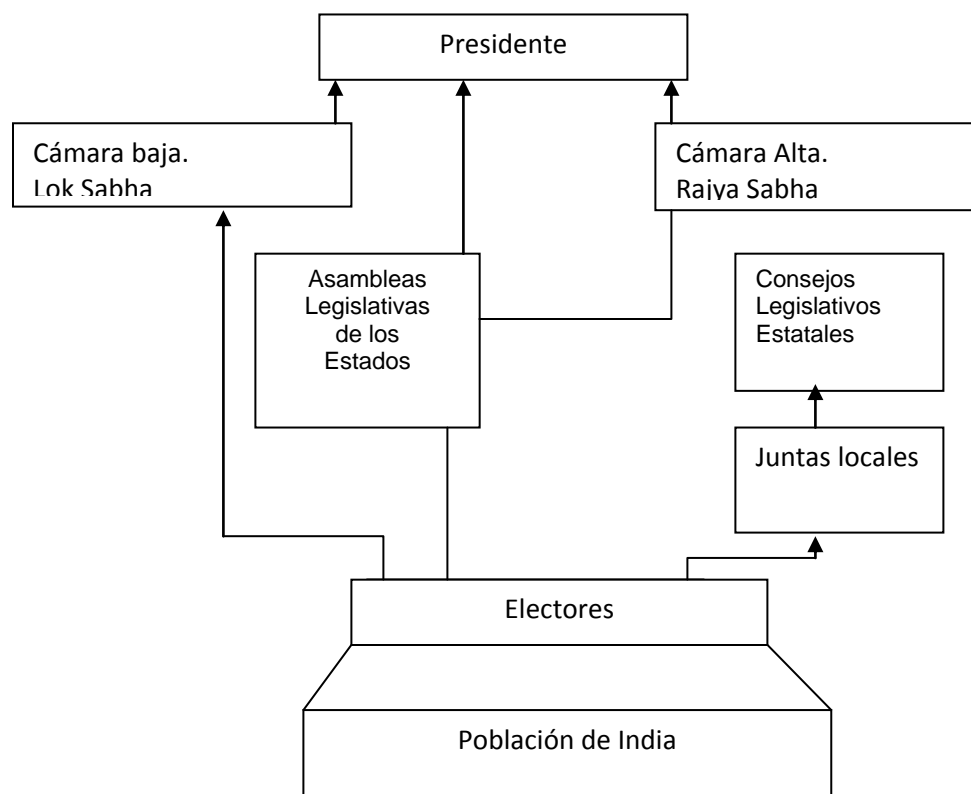 Presidente
Cámara baja.
Lok Sabha
Cámara Alta.
Rajya Sabha
Asambleas
Legislativas
de los
Estados
Consejos
Legislativos
Estatales
Juntas locales
Electores
Población de India